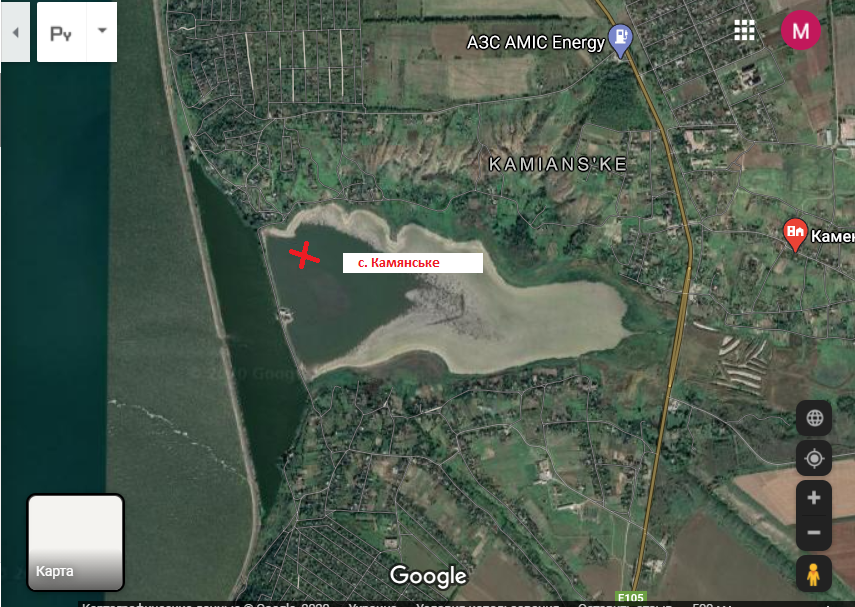 Ру
M
АЗС AMIC Energy
KAMIANS'KE
Камен
с. Камянське
Карта
Google
E105